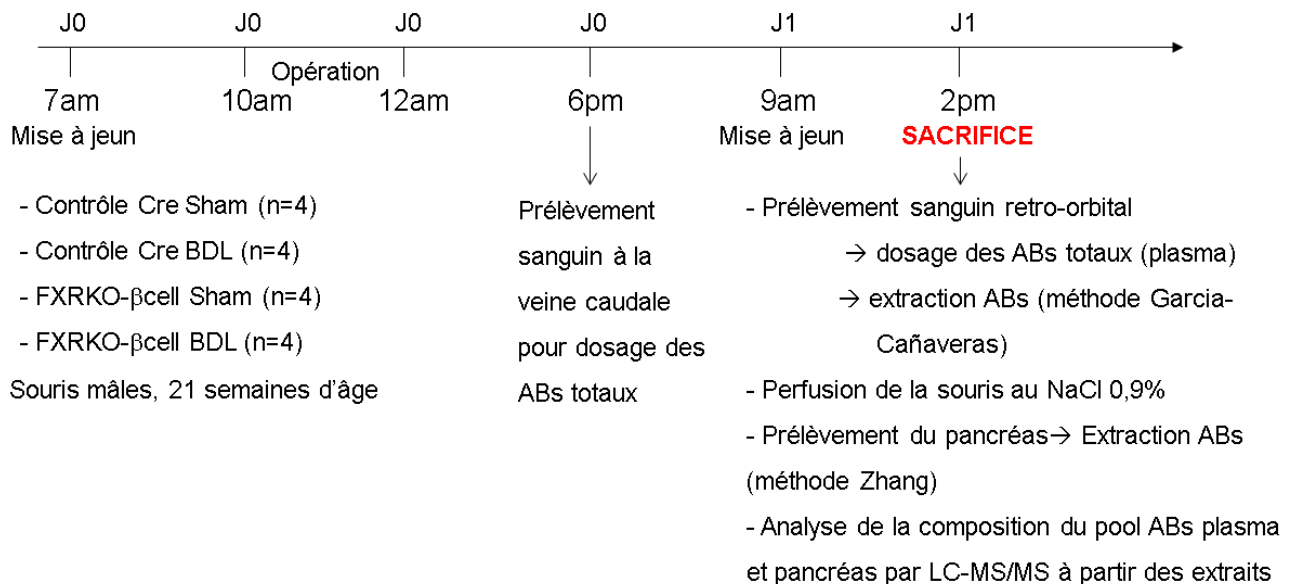 J0 J0 J0 J0 J1 J1
Opération
7am 10am 12am 6pm 9am 2pm
Mise à jeun Mise à jeun SACRIFICE
- Contrôle Cre Sham (n=4)
- Contrôle Cre BDL (n=4)
- FXRKO-βcell Sham (n=4)
- FXRKO-βcell BDL (n=4)
Souris mâles, 21 semaines d'âge
Prélèvement
sanguin à la
veine caudale
pour dosage des
ABs totaux
- Prélèvement sanguin retro-orbital
→ dosage des ABs totaux (plasma)
→ extraction ABs (méthode Garcia-
Cañaveras)
- Perfusion de la souris au NaCl 0,9%
- Prélèvement du pancréas→ Extraction ABs
(méthode Zhang)
- Analyse de la composition du pool ABs plasma
et pancréas par LC-MS/MS à partir des extraits